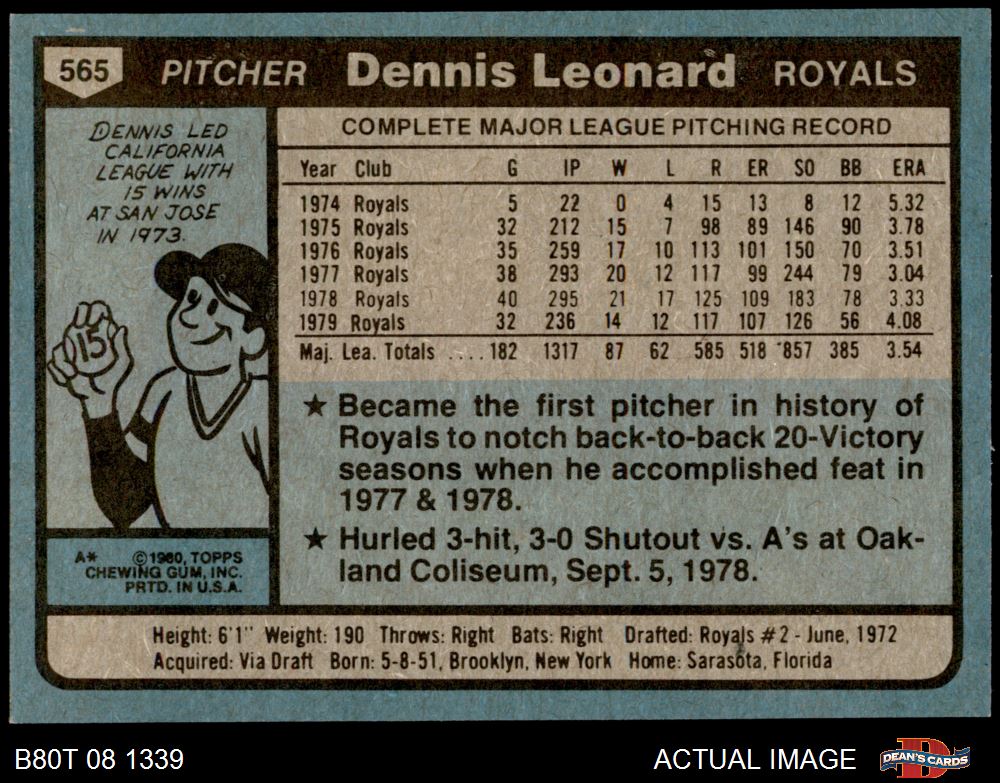 565 PITCHER Dennis Leonard ROYALS
DENNIS LED
CALIFORNIA
LEAGUE WITH
15 WINS
AT SAN JOSE
IN 1973.
15
A* ©1980, TOPPS
CHEWING GUM, INC.
PRTD. IN U.S.A.
COMPLETE MAJOR LEAGUE PITCHING RECORD
Year Club G IP W L R ER SO BB ERA
1974 Royals 5 22 0 4 15 13 8 12 5.32
1975 Royals 32 212 15 7 98 89 146 90 3.78
1976 Royals 35 259 17 10 113 101 150 70 3.51
1977 Royals 38 293 20 12 117 99 244 79 3.04
1978 Royals 40 295 21 17 125 109 183 78 3.33
1979 Royals 32 236 14 12 117 107 126 56 4.08
Maj. Lea. Totals ....182 1317 87 62 585 518 857 385 3.54
★ Became the first pitcher in history of
Royals to notch back-to-back 20-Victory
seasons when he accomplished feat in
1977 & 1978.
★ Hurled 3-hit, 3-0 Shutout vs. A's at Oak-
land Coliseum, Sept. 5, 1978.
Height: 6'1" Weight: 190 Throws: Right Bats: Right Drafted: Royals #2 - June, 1972
Acquired: Via Draft Born: 5-8-51, Brooklyn, New York Home: Sarasota, Florida
B80T 08 1339 ACTUAL IMAGE DEAN'S CARDS